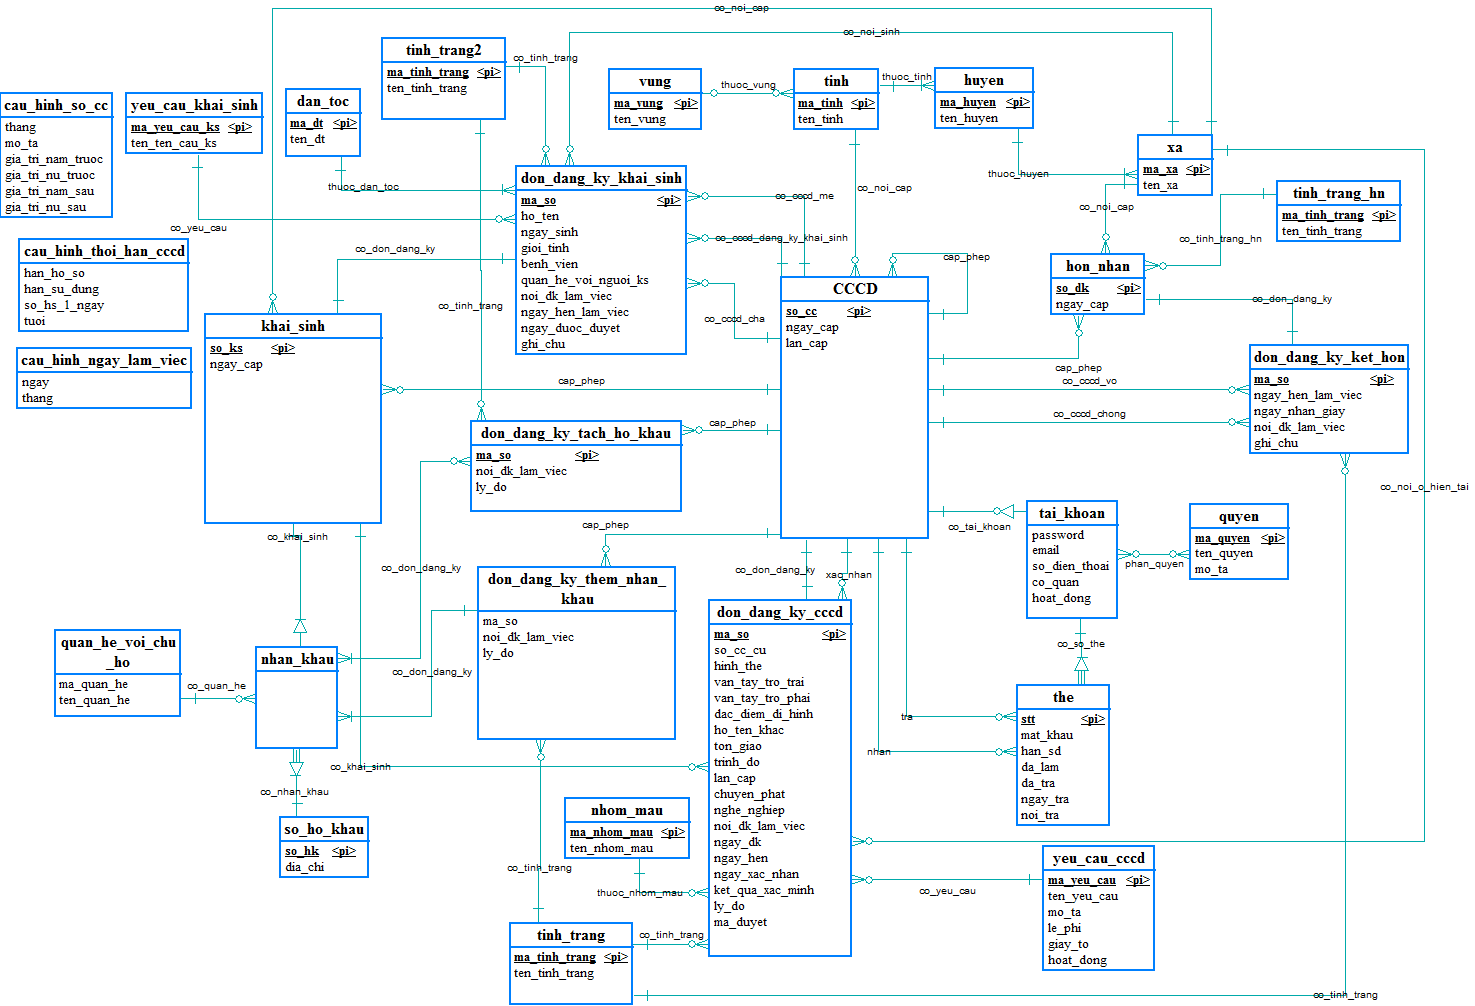 co_noi_cap
co_noi_sinh
tinh_trang2
ma_tinh_trang <pi>
ten_tinh_trang
co_tinh_trang
vung
ma_vung <pi>
ten_vung
thuoc_vung
tinh
ma_tinh <pi>
ten_tinh
thuoc_tinh
huyen
ma_huyen <pi>
ten_huyen
cau_hinh_so_cc
thang
mo_ta
gia_tri_nam_truoc
gia_tri_nu_truoc
gia_tri_nam_sau
gia_tri_nu_sau
yeu_cau_khai_sinh
ma_yeu_cau_ks <pi>
ten_ten_cau_ks
dan_toc
ma_dt <pi>
ten_dt
xa
ma_xa <pi>
ten_xa
thuoc_huyen
thuoc_dan_toc
co_yeu_cau
don_dang_ky_khai_sinh
ma_so <pi>
ho_ten
ngay_sinh
gioi_tinh
benh_vien
quan_he_voi_nguoi_ks
noi_dk_lam_viec
ngay_hen_lam_viec
ngay_duoc_duyet
ghi_chu
co_cccd_me
co_cccd_dang_ky_khai_sinh
co_cccd_cha
co_noi_cap
co_noi_cap
tinh_trang_hn
ma_tinh_trang <pi>
ten_tinh_trang
co_tinh_trang_hn
cau_hinh_thoi_han_cccd
han_ho_so
han_su_dung
so_hs_1_ngay
tuoi
co_don_dang_ky
co_tinh_trang
cap_phep
hon_nhan
so_dk <pi>
ngay_cap
co_don_dang_ky
CCCD
so_cc <pi>
ngay_cap
lan_cap
khai_sinh
so_ks <pi>
ngay_cap
cau_hinh_ngay_lam_viec
ngay
thang
cap_phep
cap_phep
co_cccd_vo
co_cccd_chong
don_dang_ky_ket_hon
ma_so <pi>
ngay_hen_lam_viec
ngay_nhan_giay
noi_dk_lam_viec
ghi_chu
don_dang_ky_tach_ho_khau
ma_so <pi>
noi_dk_lam_viec
ly_do
cap_phep
co_noi_o_hien_tai
cap_phep
co_tai_khoan
tai_khoan
password
email
so_dien_thoai
co_quan
hoat_dong
phan_quyen
quyen
ma_quyen <pi>
ten_quyen
mo_ta
co_khai_sinh
co_don_dang_ky
don_dang_ky_them_nhan_
khau
ma_so
noi_dk_lam_viec
ly_do
co_don_dang_ky
xac_nhan
don_dang_ky_cccd
ma_so <pi>
so_cc_cu
hinh_the
van_tay_tro_trai
van_tay_tro_phai
dac_diem_di_hinh
ho_ten_khac
ton_giao
trinh_do
lan_cap
chuyen_phat
nghe_nghiep
noi_dk_lam_viec
ngay_dk
ngay_hen
ngay_xac_nhan
ket_qua_xac_minh
ly_do
ma_duyet
quan_he_voi_chu
_ho
ma_quan_he
ten_quan_he
co_quan_he
nhan_khau
co_don_dang_ky
co_so_the
the
stt <pi>
mat_khau
han_sd
da_lam
da_tra
ngay_tra
noi_tra
tra
nhan
co_khai_sinh
co_nhan_khau
so_ho_khau
so_hk <pi>
dia_chi
nhom_mau
ma_nhom_mau <pi>
ten_nhom_mau
thuoc_nhom_mau
co_tinh_trang
yeu_cau_cccd
ma_yeu_cau <pi>
ten_yeu_cau
mo_ta
le_phi
giay_to
hoat_dong
co_yeu_cau
tinh_trang
ma_tinh_trang <pi>
ten_tinh_trang
co_tinh_trang
co_tinh_trang